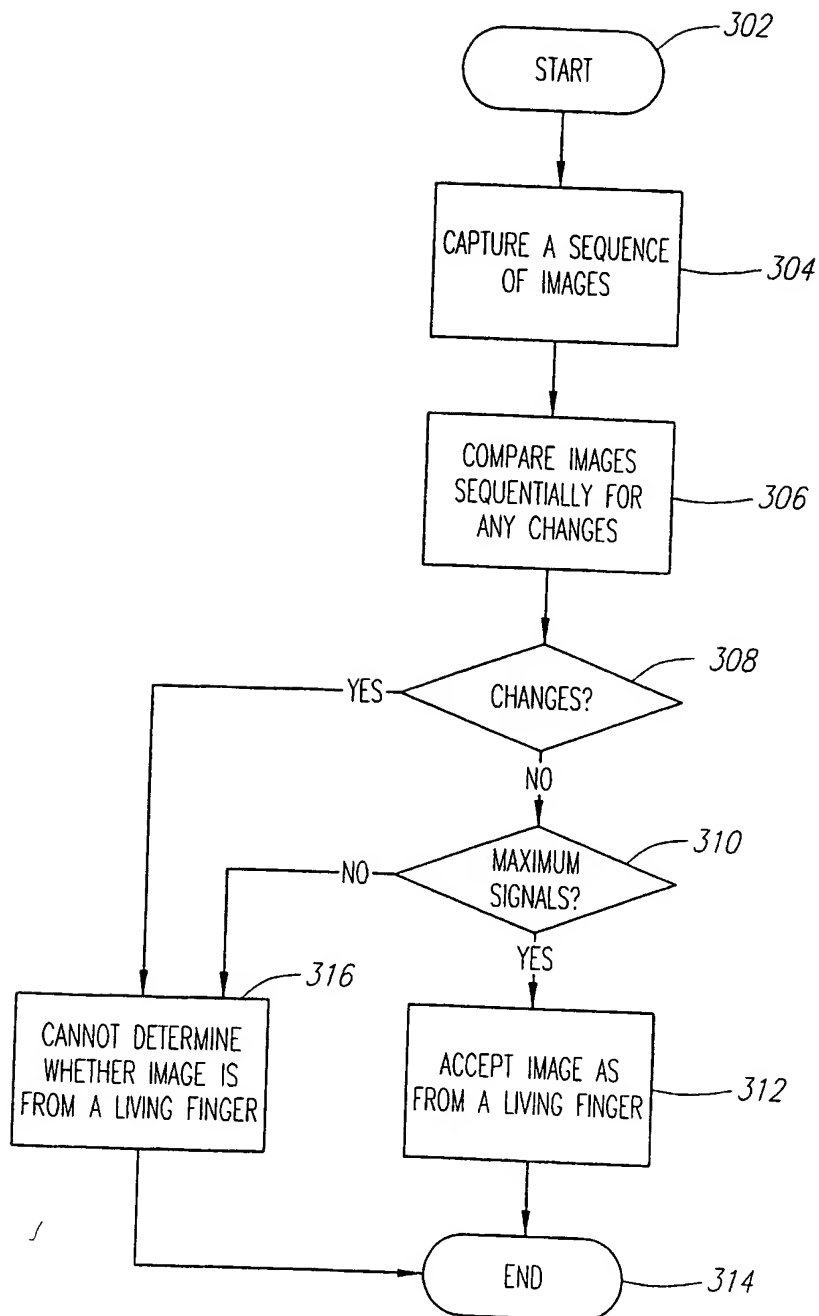 302
START
CAPTURE A SEQUENCE
OF IMAGES
304
COMPARE IMAGES
SEQUENTIALLY FOR
ANY CHANGES
306
308
YES
CHANGES?
NO
310
NO
MAXIMUM
SIGNALS?
YES
316
CANNOT DETERMINE
WHETHER IMAGE IS
FROM A LIVING FINGER
ACCEPT IMAGE AS
FROM A LIVING FINGER
312
END
314